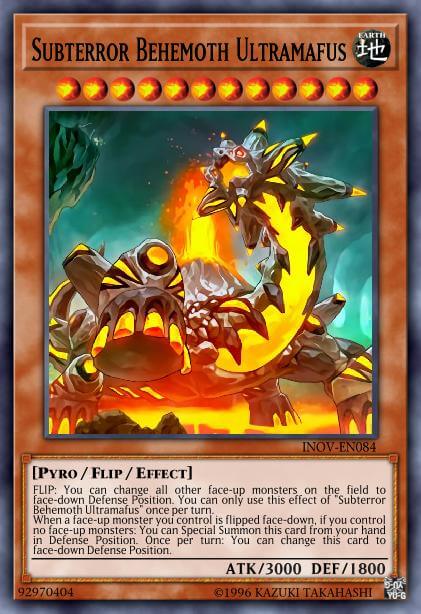 SUBTERROR BEHEMOTH ULTRAMAFUS
EARTH
地
INOV-EN084
[PYRO / FLIP / EFFECT]
FLIP: You can change all other face-up monsters on the field to
face-down Defense Position. You can only use this effect of "Subterror
Behemoth Ultramafus" once per turn.
When a face-up monster you control is flipped face-down, if you control
no face-up monsters: You can Special Summon this card from your hand
in Defense Position. Once per turn: You can change this card to
face-down Defense Position.
ATK/3000 DEF/1800
92970404
©1996 KAZUKI TAKAHASHI